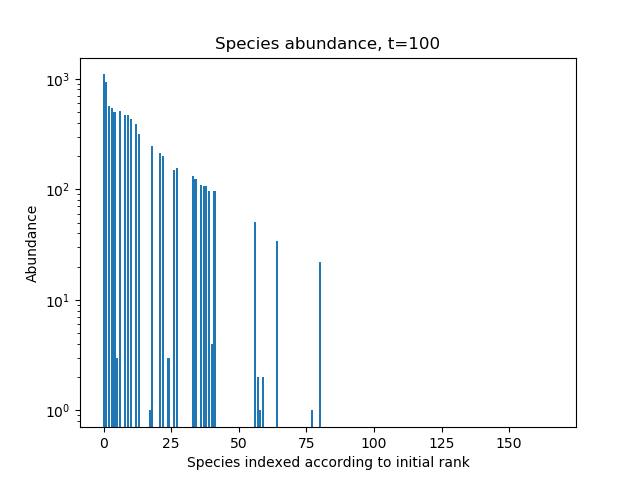 Species abundance, t=100
Abundance
10³
10²
10¹
10⁰
0 25 50 75 100 125 150
Species indexed according to initial rank